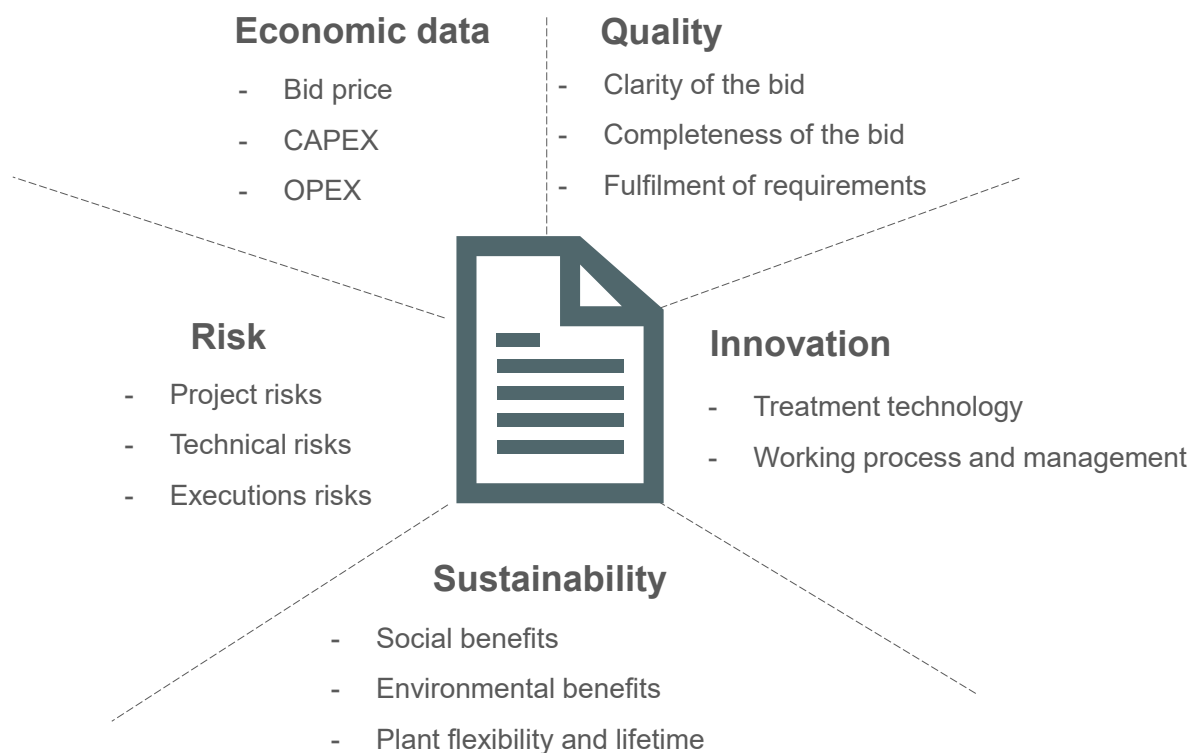 Economic data
- Bid price
- CAPEX
- OPEX
Quality
- Clarity of the bid
- Completeness of the bid
- Fulfilment of requirements
Risk
- Project risks
- Technical risks
- Executions risks
Innovation
- Treatment technology
- Working process and management
Sustainability
- Social benefits
- Environmental benefits
- Plant flexibility and lifetime